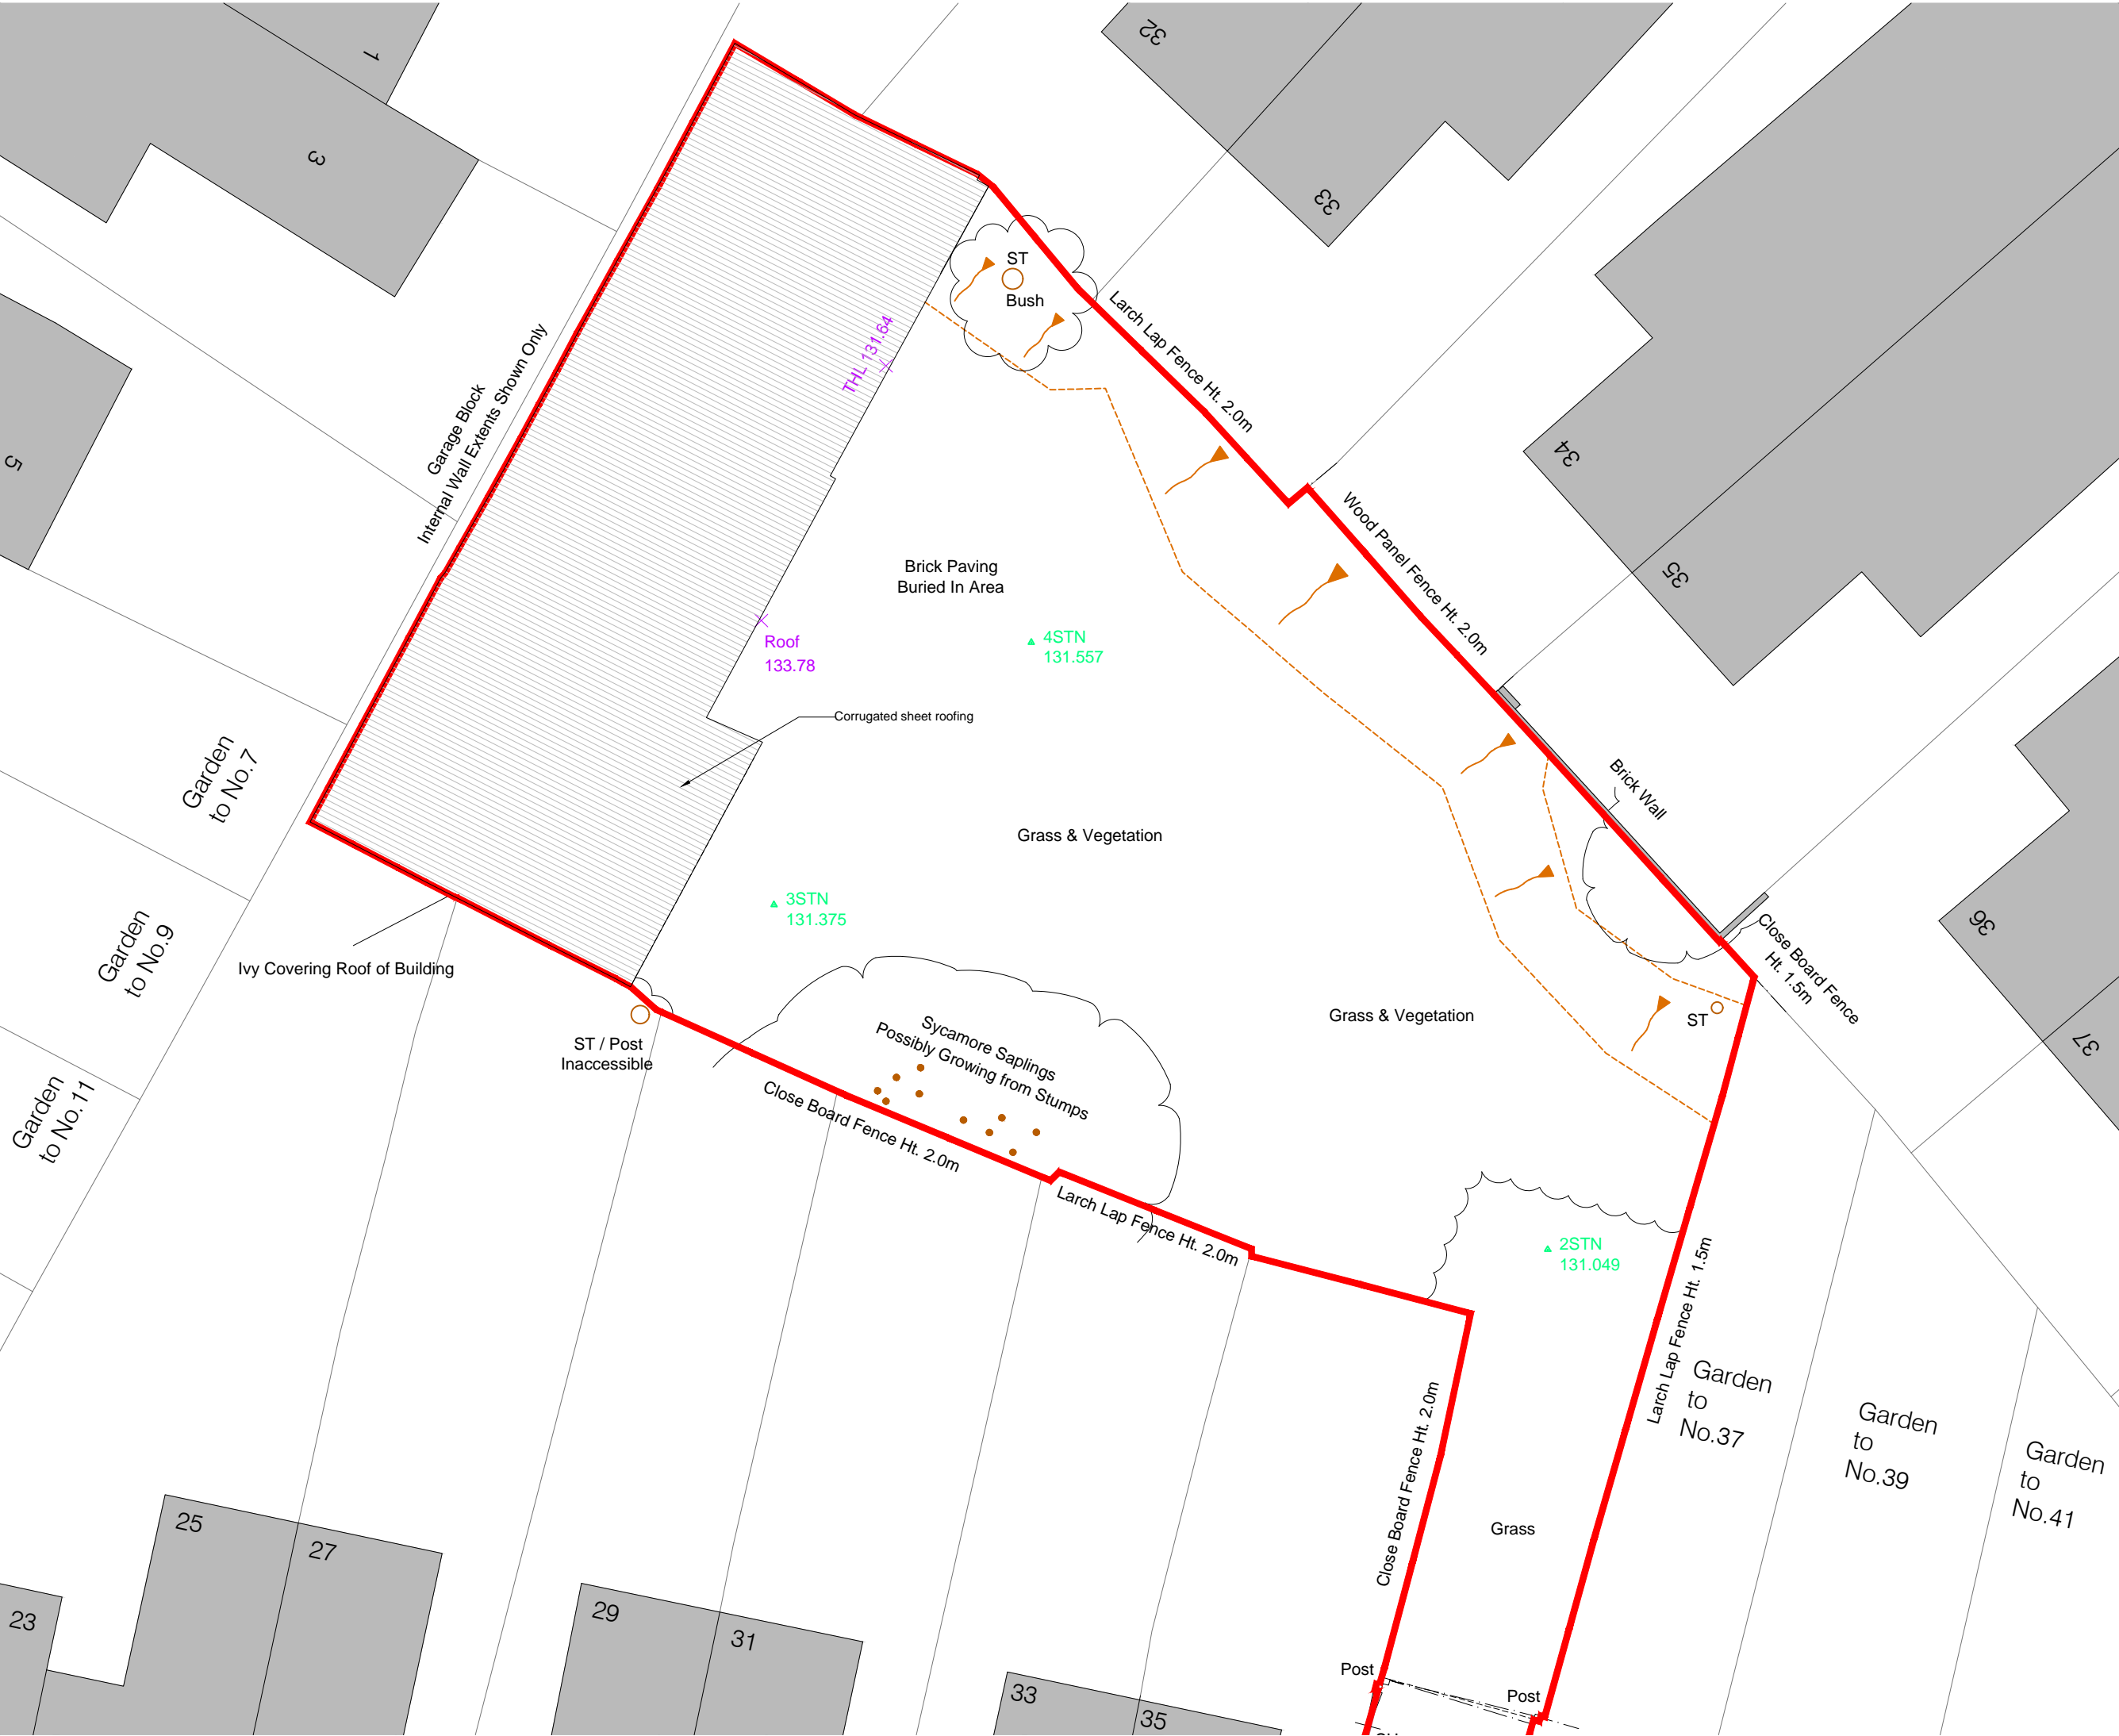 1
32
3
33
ST
Bush
Larch Lap Fence Ht. 2.0m
THL 131.64
Garage Block
Internal Wall Extents Shown Only
5
34
35
Wood Panel Fence Ht. 2.0m
Brick Paving
Buried In Area
4STN
131.557
Roof
133.78
Corrugated sheet roofing
Garden
to No.7
Brick Wall
Grass & Vegetation
3STN
131.375
Garden
to No.9
Ivy Covering Roof of Building
36
Close Board Fence
Ht. 1.5m
37
ST
Grass & Vegetation
Sycamore Saplings
Possibly Growing from Stumps
ST / Post
Inaccessible
Garden
to No.11
Close Board Fence Ht. 2.0m
Larch Lap Fence Ht. 2.0m
2STN
131.049
Larch Lap Fence Ht. 1.5m
Garden
to
No.37
Garden
to
No.39
Garden
to
No.41
Close Board Fence Ht. 2.0m
Grass
25
27
23
29
31
33
35
Post
Post